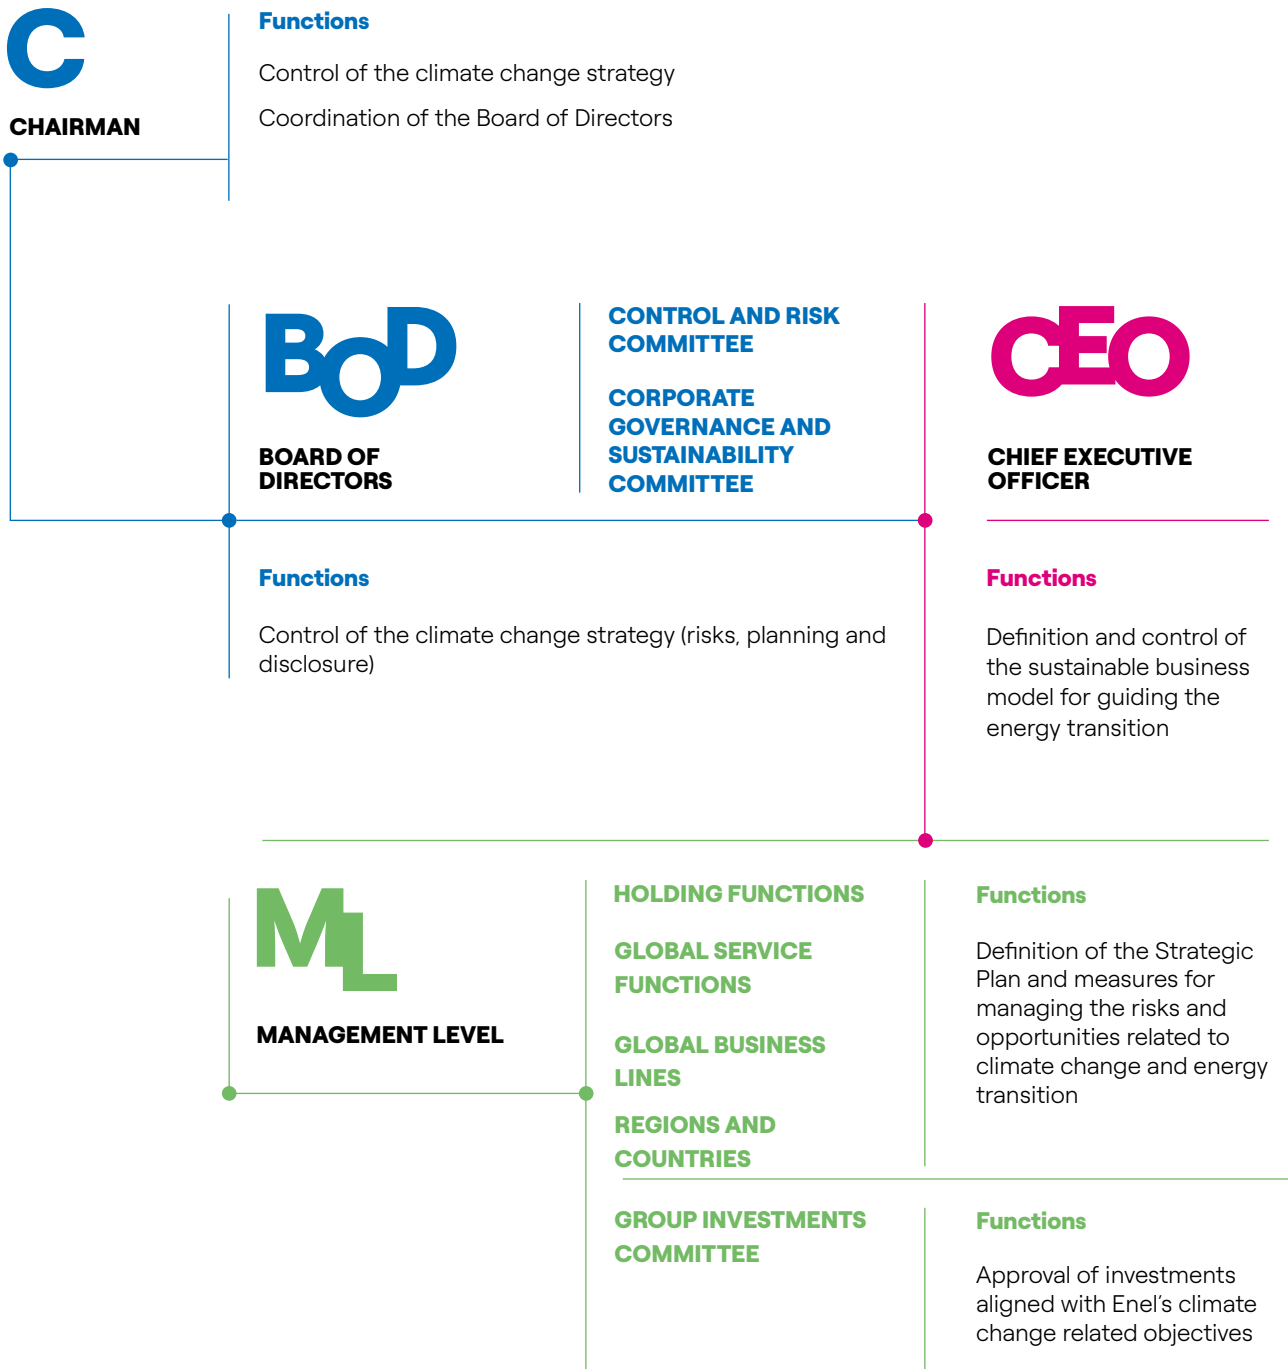 C
CHAIRMAN
Functions
Control of the climate change strategy
Coordination of the Board of Directors
BOD
BOARD OF
DIRECTORS
CONTROL AND RISK
COMMITTEE
CORPORATE
GOVERNANCE AND
SUSTAINABILITY
COMMITTEE
Functions
Control of the climate change strategy (risks, planning and
disclosure)
CEO
CHIEF EXECUTIVE
OFFICER
Functions
Definition and control of
the sustainable business
model for guiding the
energy transition
ML
MANAGEMENT LEVEL
HOLDING FUNCTIONS
GLOBAL SERVICE
FUNCTIONS
GLOBAL BUSINESS
LINES
REGIONS AND
COUNTRIES
Functions
Definition of the Strategic
Plan and measures for
managing the risks and
opportunities related to
climate change and energy
transition
GROUP INVESTMENTS
COMMITTEE
Functions
Approval of investments
aligned with Enel’s climate
change related objectives